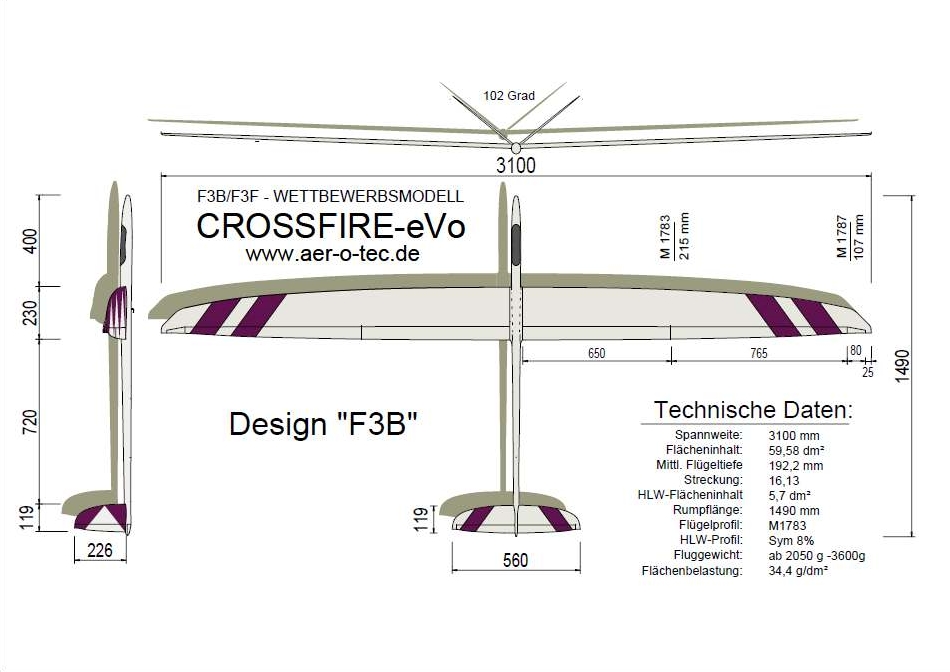 102 Grad
3100
F3B/F3F - WETTBEWERBSMODELL
CROSSFIRE-eVo
www.aer-o-tec.de
M 1783
215 mm
M 1787
107 mm
400
230
720
119
226
650
765
80
25
1490
Design "F3B"
119
560
Technische Daten:
Spannweite: 3100 mm
Flächeninhalt: 59,58 dm²
Mittl. Flügeltiefe 192,2 mm
Streckung: 16,13
HLW-Flächeninhalt 5,7 dm²
Rumpflänge: 1490 mm
Flügelprofil: M1783
HLW-Profil: Sym 8%
Fluggewicht: ab 2050 g -3600g
Flächenbelastung: 34,4 g/dm²